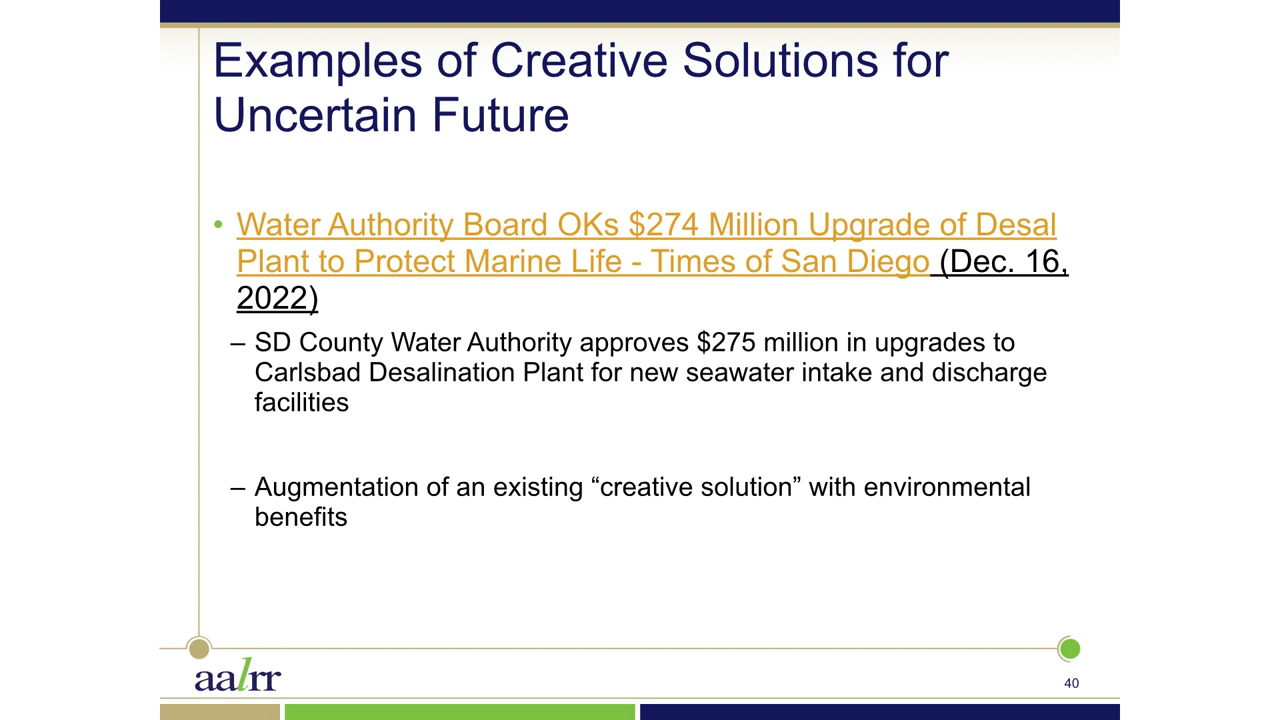 Examples of Creative Solutions for
Uncertain Future
• Water Authority Board OKs $274 Million Upgrade of Desal
Plant to Protect Marine Life - Times of San Diego (Dec. 16,
2022)
– SD County Water Authority approves $275 million in upgrades to
Carlsbad Desalination Plant for new seawater intake and discharge
facilities
– Augmentation of an existing “creative solution” with environmental
benefits
aalrr
40